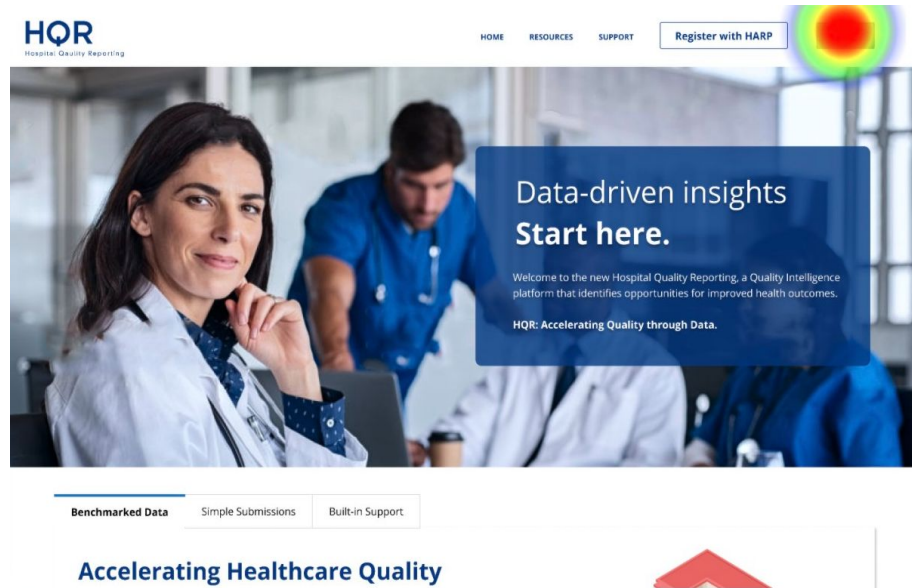 HQR
Hospital Qaulity Reporting
HOME
RESOURCES
SUPPORT
Register with HARP
Data-driven insights
Start here.
Welcome to the new Hospital Quality Reporting, a Quality Intelligence
platform that identifies opportunities for improved health outcomes.
HQR: Accelerating Quality through Data.
Benchmarked Data
Simple Submissions
Built-in Support
Accelerating Healthcare Quality